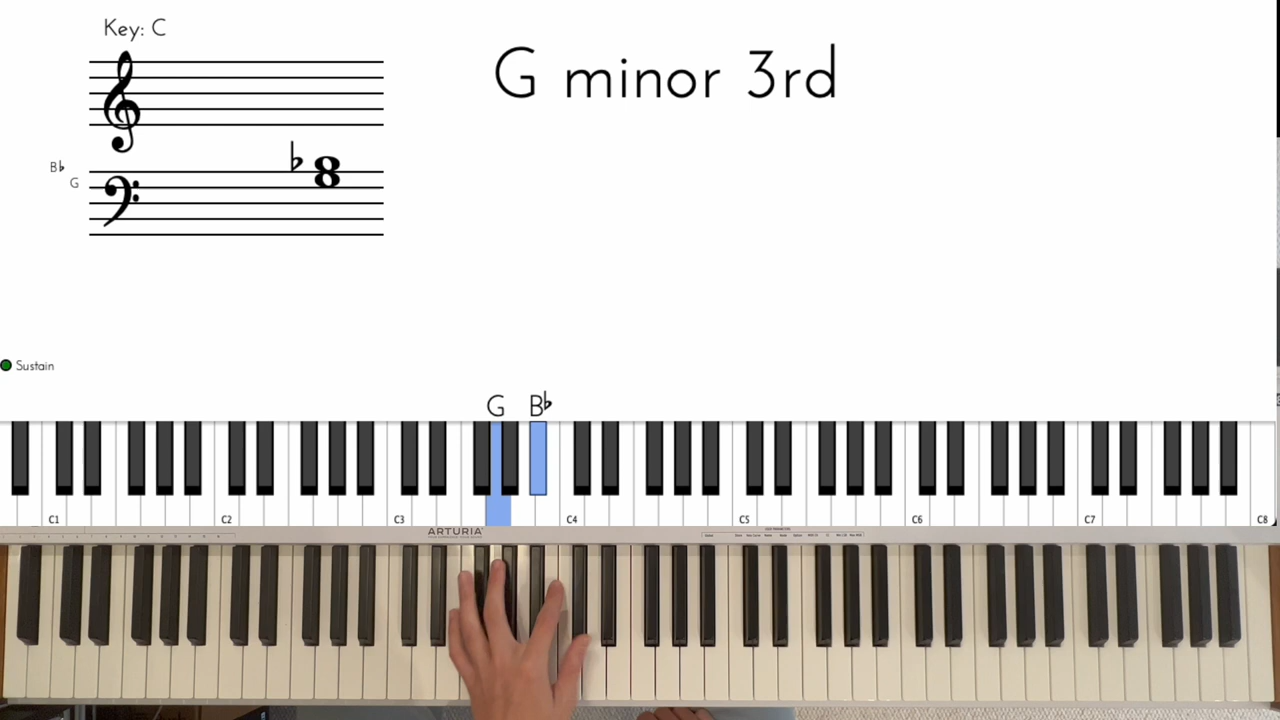 Key: C
G minor 3rd
B♭
G
Sustain
G B♭
C1 C2 C3 C4 C5 C6 C7 C8
ARTURIA